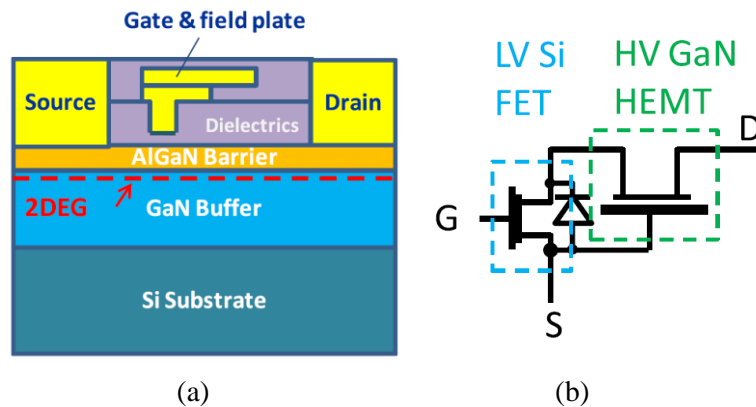 Gate & field plate
Source
Drain
Dielectrics
AlGaN Barrier
2DEG
GaN Buffer
Si Substrate
(a)
LV Si
FET
HV GaN
HEMT
D
G
S
(b)